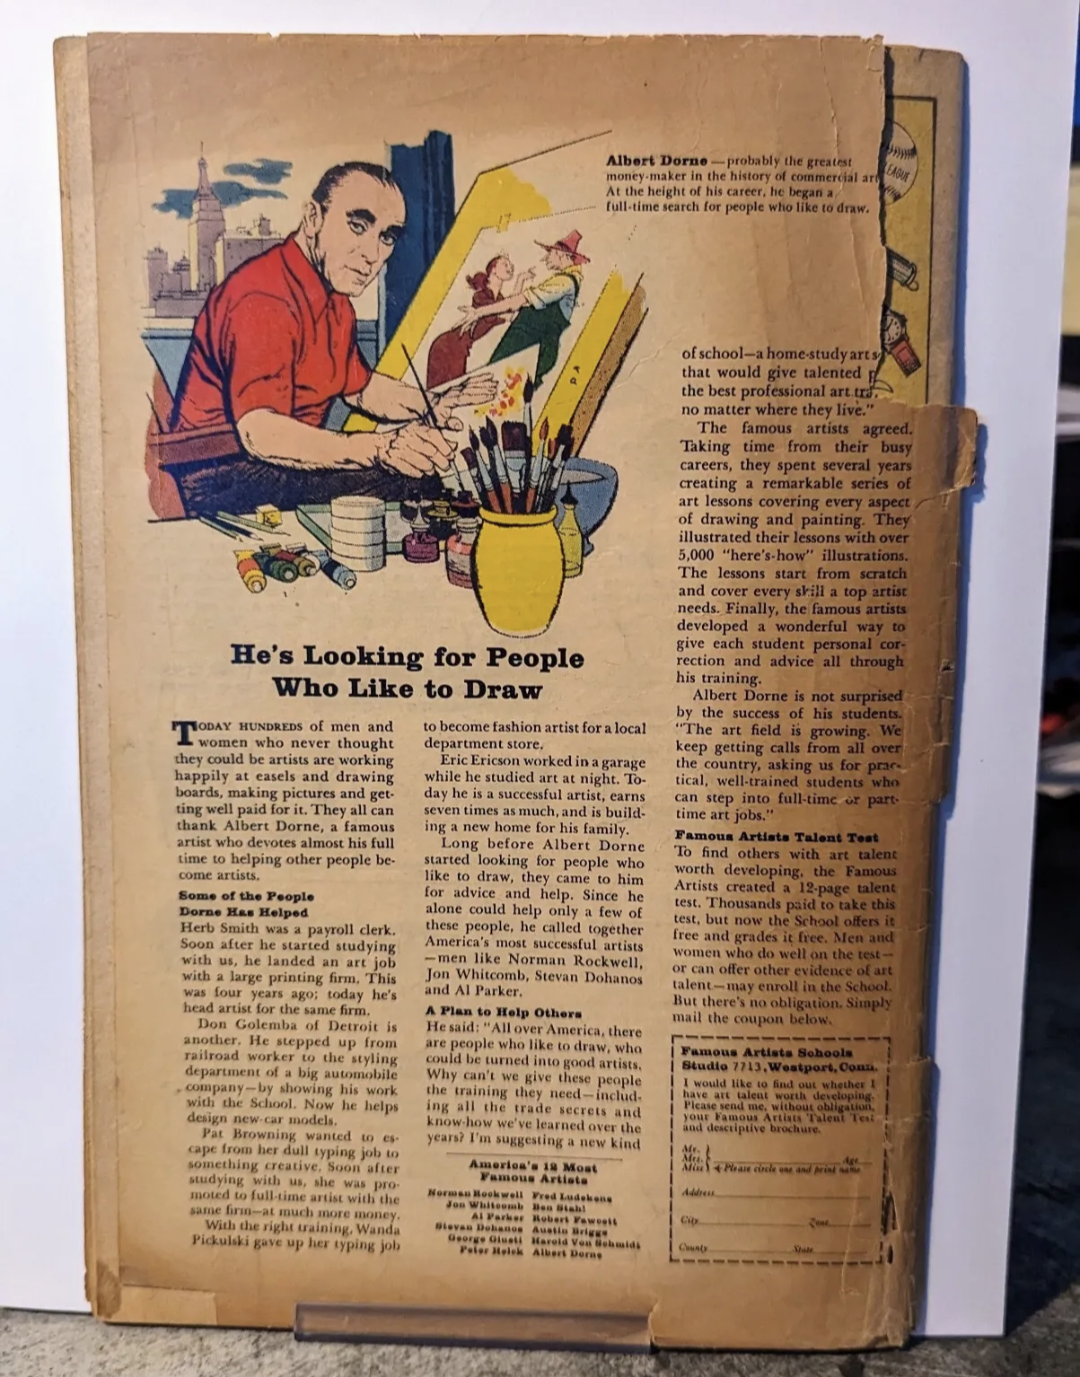 Albert Dorne — probably the greatest
money-maker in the history of commercial art
At the height of his career, he began a
full-time search for people who like to draw.
LEAGUE
He's Looking for People
Who Like to Draw
TODAY HUNDREDS of men and
women who never thought
they could be artists are working
happily at easels and drawing
boards, making pictures and get-
ting well paid for it. They all can
thank Albert Dorne, a famous
artist who devotes almost his full
time to helping other people be-
come artists.
Some of the People
Dorne Has Helped
Herb Smith was a payroll clerk.
Soon after he started studying
with us, he landed an art job
with a large printing firm. This
was four years ago; today he's
head artist for the same firm.
Don Golemba of Detroit is
another. He stepped up from
railroad worker to the styling
department of a big automobile
company—by showing his work
with the School. Now he helps
design new-car models.
Pat Browning wanted to es-
cape from her dull typing job to
something creative. Soon after
studying with us, she was pro-
moted to full-time artist with the
same firm—at much more money.
With the right training, Wanda
Pickulski gave up her typing job
to become fashion artist for a local
department store.
Eric Ericson worked in a garage
while he studied art at night. To-
day he is a successful artist, earns
seven times as much, and is build-
ing a new home for his family.
Long before Albert Dorne
started looking for people who
like to draw, they came to him
for advice and help. Since he
alone could help only a few of
these people, he called together
America's most successful artists
—men like Norman Rockwell,
Jon Whitcomb, Stevan Dohanos
and Al Parker.
A Plan to Help Others
He said: "All over America, there
are people who like to draw, who
could be turned into good artists.
Why can't we give these people
the training they need—includ-
ing all the trade secrets and
know-how we've learned over the
years? I'm suggesting a new kind
America's 12 Most
Famous Artists
Norman Rockwell Fred Ludekens
Jon Whitcomb Ben Stahl
Al Parker Robert Fawcett
Stevan Dohanos Austin Briggs
George Giusti Harold Von Schmidt
Peter Helck Albert Dorne
of school—a home-study art s
that would give talented p
the best professional art tra
no matter where they live."
The famous artists agreed.
Taking time from their busy
careers, they spent several years
creating a remarkable series of
art lessons covering every aspect
of drawing and painting. They
illustrated their lessons with over
5,000 "here's-how" illustrations.
The lessons start from scratch
and cover every skill a top artist
needs. Finally, the famous artists
developed a wonderful way to
give each student personal cor-
rection and advice all through
his training.
Albert Dorne is not surprised
by the success of his students.
"The art field is growing. We
keep getting calls from all over
the country, asking us for prac-
tical, well-trained students who
can step into full-time or part-
time art jobs."
Famous Artists Talent Test
To find others with art talent
worth developing, the Famous
Artists created a 12-page talent
test. Thousands paid to take this
test, but now the School offers it
free and grades it free. Men and
women who do well on the test—
or can offer other evidence of art
talent—may enroll in the School.
But there's no obligation. Simply
mail the coupon below.
Famous Artists Schools
Studio 7713, Westport, Conn.
I would like to find out whether I
have art talent worth developing.
Please send me, without obligation,
your Famous Artists Talent Test
and descriptive brochure.
Mr.
Mrs. Age
Miss Please circle one and print name
Address
City Zone
County State